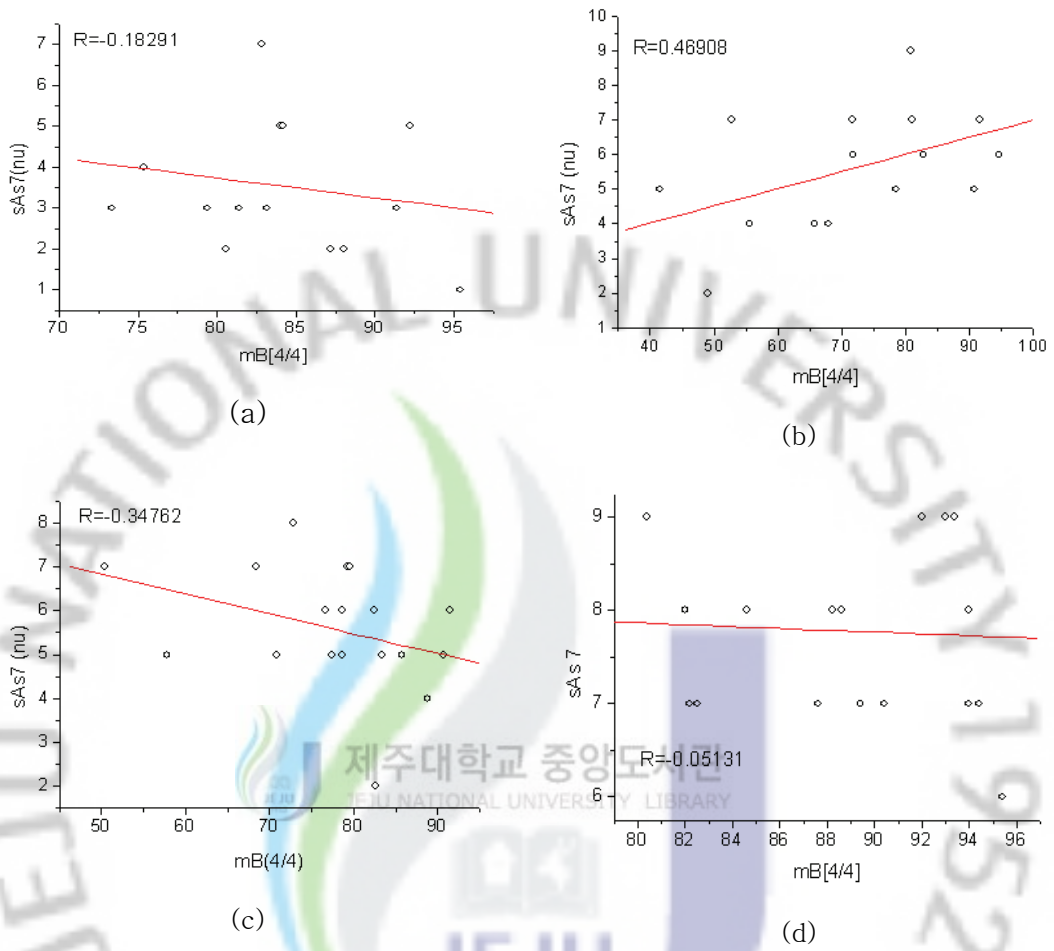 R=-0.18291
7
6
5
4
3
2
1
sAs7(nu)
70 75 80 85 90 95
mB[4/4]
(a)
R=0.46908
10
9
8
7
6
5
4
3
2
1
sAs7 (nu)
40 50 60 70 80 90 100
mB[4/4]
(b)
R=-0.34762
8
7
6
5
4
3
2
sAs7 (nu)
50 60 70 80 90
mB(4/4)
(c)
9
8
7
6
sAs 7
R=-0.05131
80 82 84 86 88 90 92 94 96
mB[4/4]
(d)
JEJU NATIONAL UNIVERSITY 1952
제주대학교 중앙도서관
JEJU NATIONAL UNIVERSITY LIBRARY
JEJU
JEJU